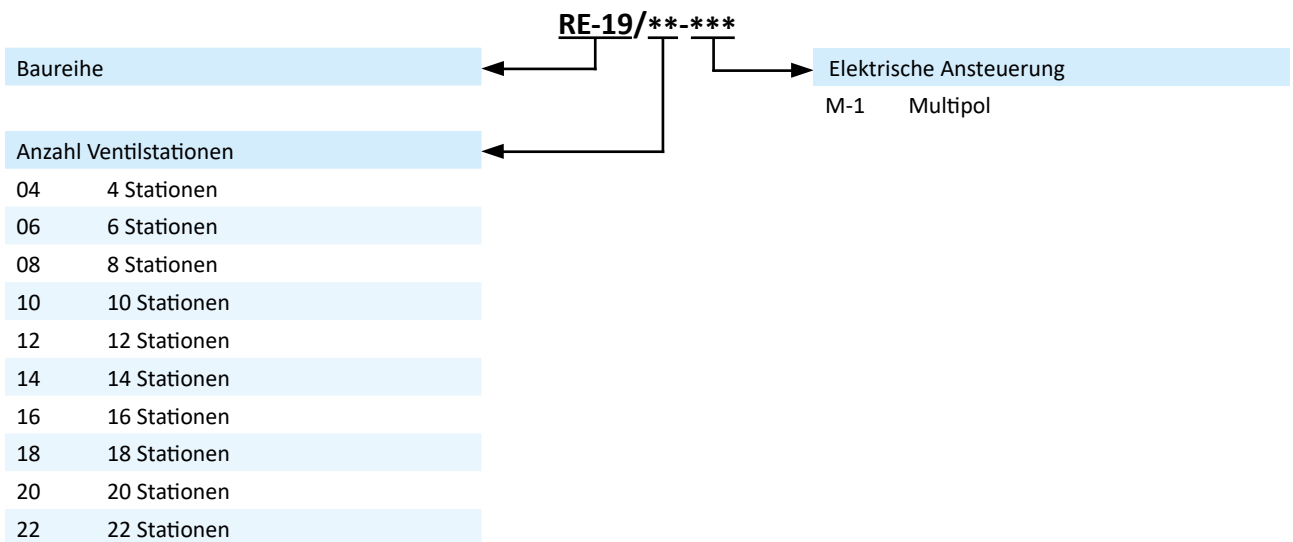 RE-19/**-***
Baureihe
Elektrische Ansteuerung
M-1 Multipol
Anzahl Ventilstationen
04 4 Stationen
06 6 Stationen
08 8 Stationen
10 10 Stationen
12 12 Stationen
14 14 Stationen
16 16 Stationen
18 18 Stationen
20 20 Stationen
22 22 Stationen